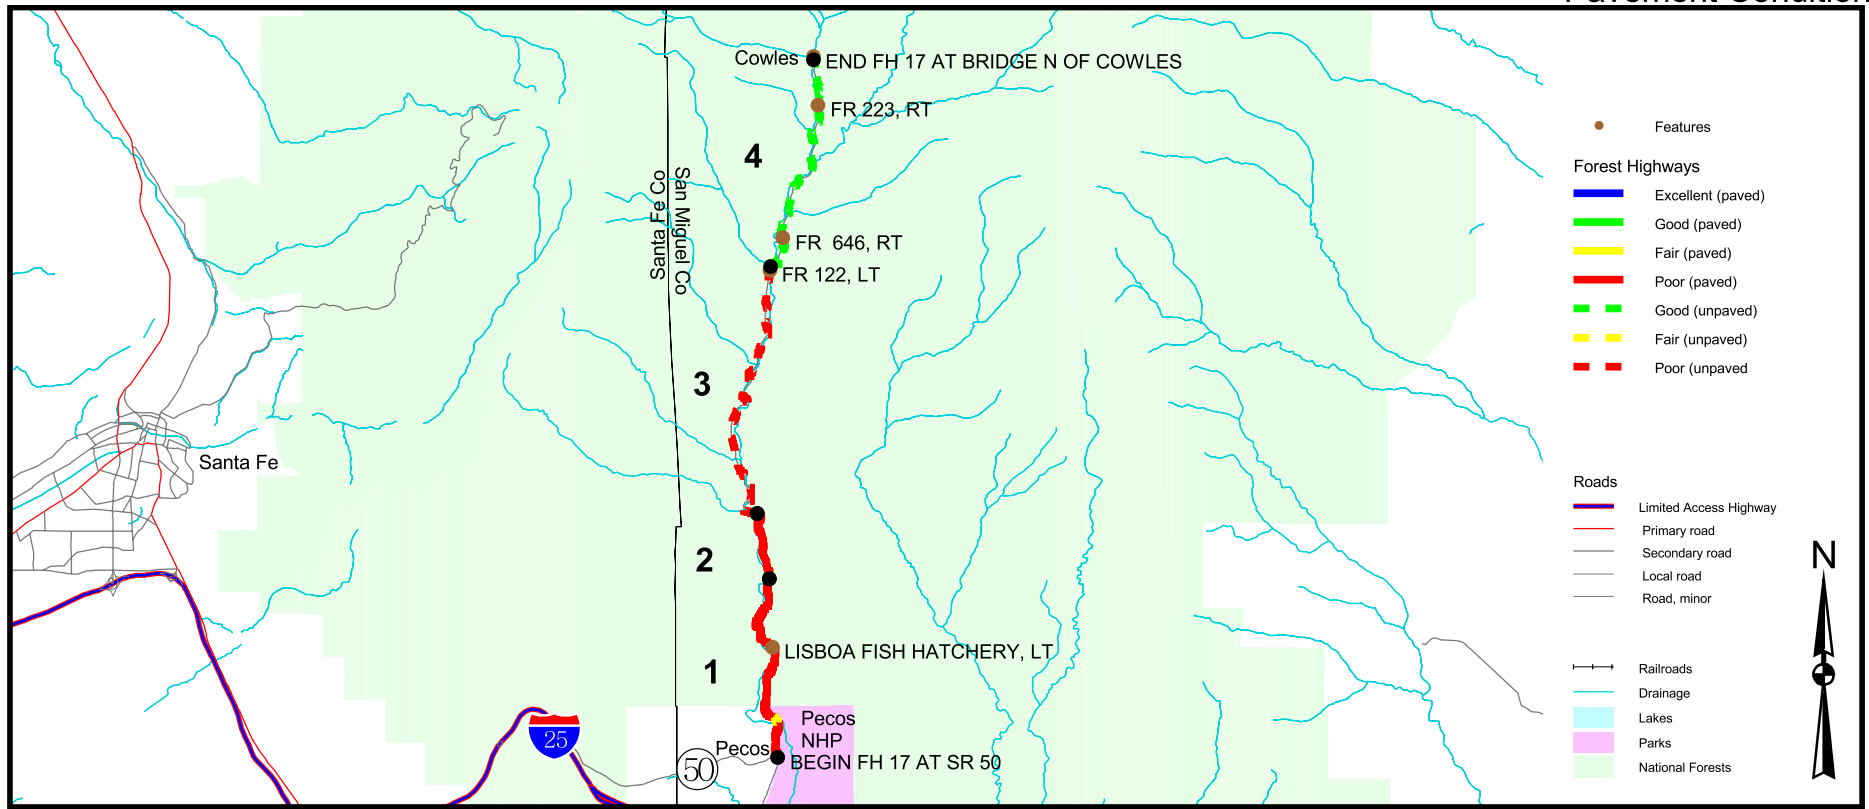 Pavement Condition
Cowles
END FH 17 AT BRIDGE N OF COWLES
FR 223, RT
4
Santa Fe Co
San Miguel Co
FR 646, RT
FR 122, LT
3
Santa Fe
2
LISBOA FISH HATCHERY, LT
1
Pecos
NHP
Pecos
BEGIN FH 17 AT SR 50
25
50
Features
Forest Highways
Excellent (paved)
Good (paved)
Fair (paved)
Poor (paved)
Good (unpaved)
Fair (unpaved)
Poor (unpaved
Roads
Limited Access Highway
Primary road
Secondary road
Local road
Road, minor
N
Railroads
Drainage
Lakes
Parks
National Forests